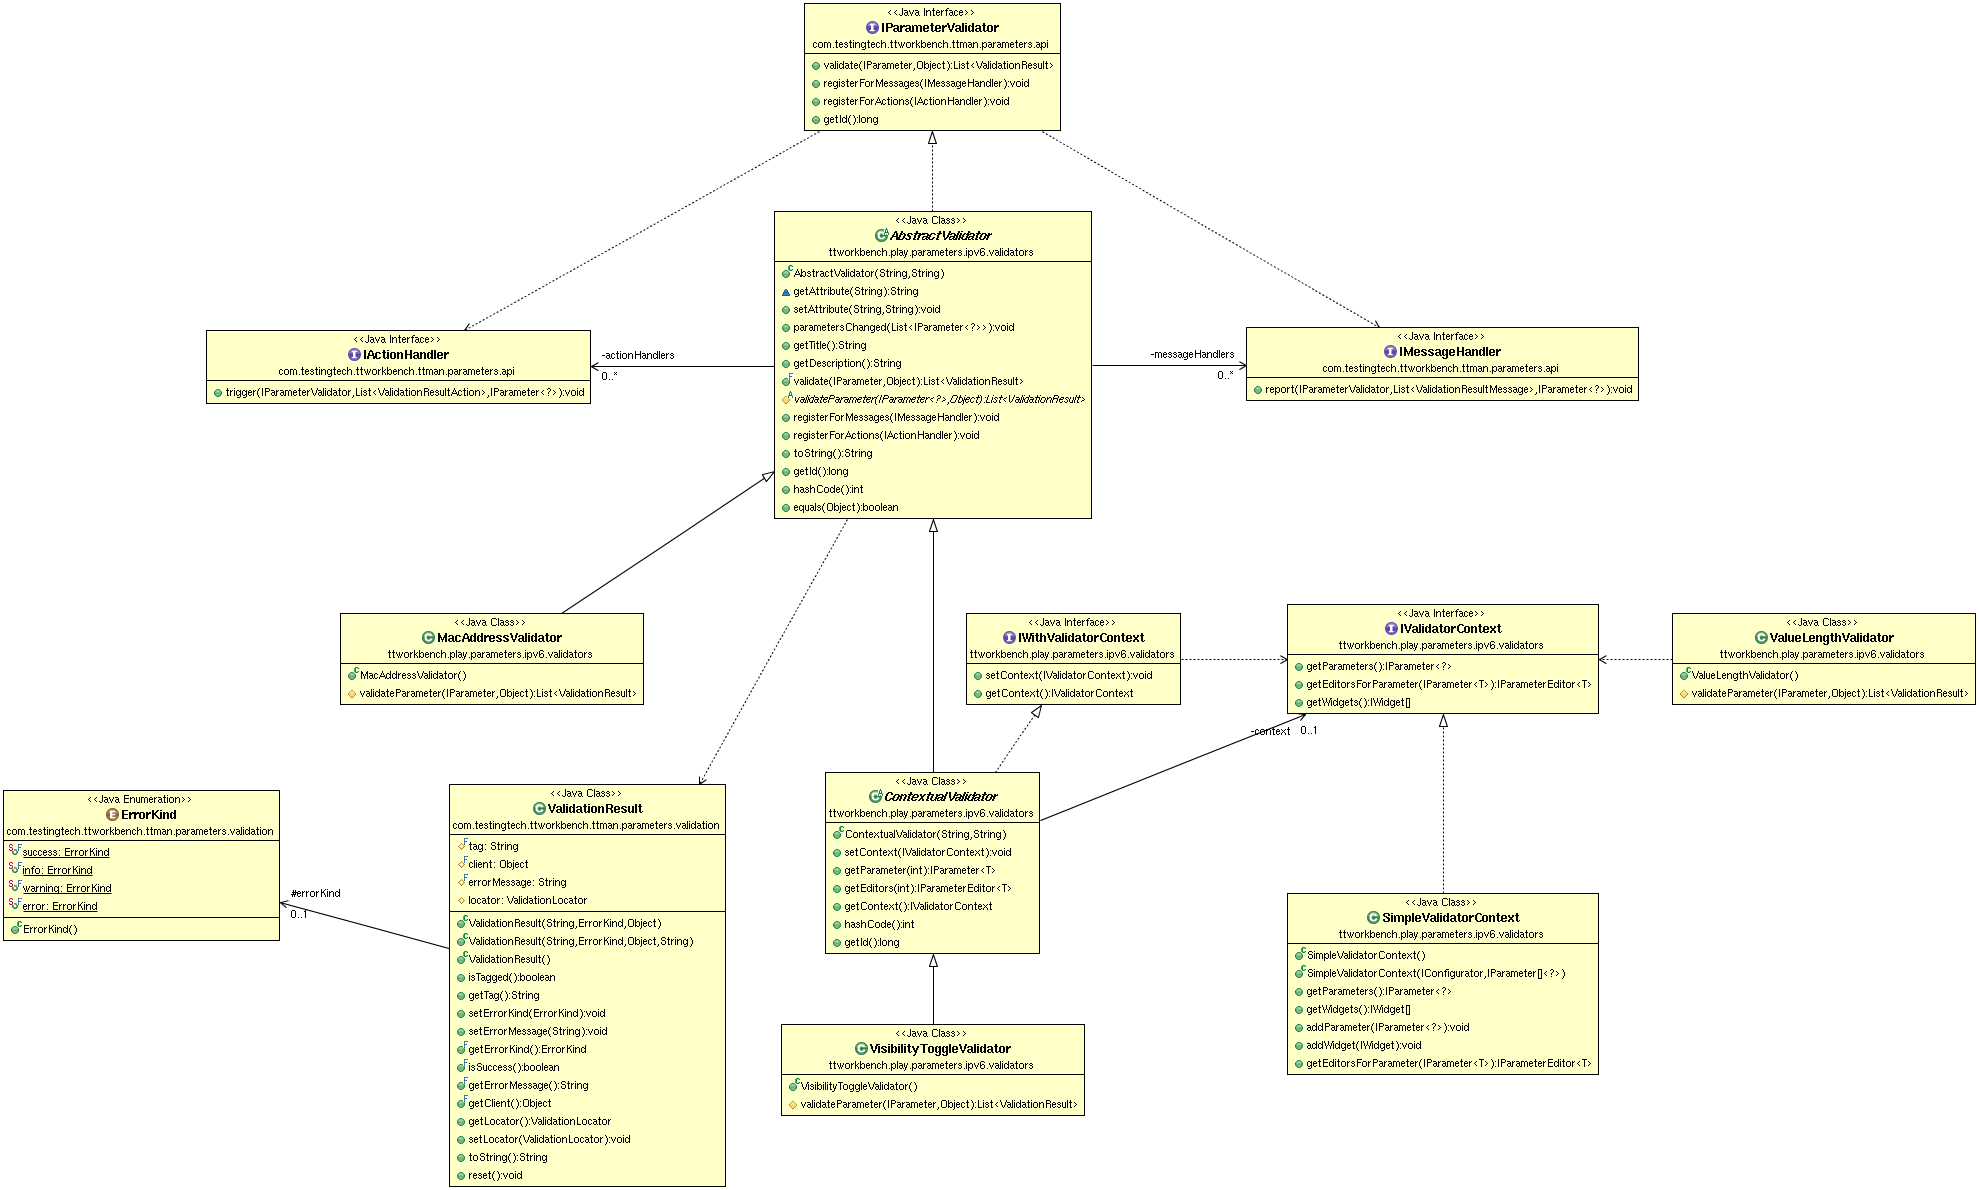 <<Java Interface>>
IParameterValidator
com.testingtech.ttworkbench.ttman.parameters.api
validate(IParameter,Object):List<ValidationResult>
registerForMessages(IMessageHandler):void
registerForActions(IActionHandler):void
getId():long
<<Java Class>>
AbstractValidator
ttworkbench.play.parameters.ipv6.validators
AbstractValidator(String,String)
getAttribute(String):String
setAttribute(String,String):void
parametersChanged(List<IParameter<?>>):void
getTitle():String
getDescription():String
validate(IParameter,Object):List<ValidationResult>
validateParameter(IParameter<?>,Object):List<ValidationResult>
registerForMessages(IMessageHandler):void
registerForActions(IActionHandler):void
toString():String
getId():long
hashCode():int
equals(Object):boolean
-actionHandlers
0..*
-messageHandlers
0..*
<<Java Interface>>
IActionHandler
com.testingtech.ttworkbench.ttman.parameters.api
trigger(IParameterValidator,List<ValidationResultAction>,IParameter<?>):void
<<Java Interface>>
IMessageHandler
com.testingtech.ttworkbench.ttman.parameters.api
report(IParameterValidator,List<ValidationResultMessage>,IParameter<?>):void
<<Java Class>>
MacAddressValidator
ttworkbench.play.parameters.ipv6.validators
MacAddressValidator()
validateParameter(IParameter,Object):List<ValidationResult>
<<Java Interface>>
IWithValidatorContext
ttworkbench.play.parameters.ipv6.validators
setContext(IValidatorContext):void
getContext():IValidatorContext
<<Java Interface>>
IValidatorContext
ttworkbench.play.parameters.ipv6.validators
getParameters():IParameter<?>
getEditorsForParameter(IParameter<T>):IParameterEditor<T>
getWidgets():IWidget[]
<<Java Class>>
ValueLengthValidator
ttworkbench.play.parameters.ipv6.validators
ValueLengthValidator()
validateParameter(IParameter,Object):List<ValidationResult>
-context
0..1
<<Java Enumeration>>
ErrorKind
com.testingtech.ttworkbench.ttman.parameters.validation
success: ErrorKind
info: ErrorKind
warning: ErrorKind
error: ErrorKind
ErrorKind()
#errorKind
0..1
<<Java Class>>
ValidationResult
com.testingtech.ttworkbench.ttman.parameters.validation
tag: String
client: Object
errorMessage: String
locator: ValidationLocator
ValidationResult(String,ErrorKind,Object)
ValidationResult(String,ErrorKind,Object,String)
ValidationResult()
isTagged():boolean
getTag():String
setErrorKind(ErrorKind):void
setErrorMessage(String):void
getErrorKind():ErrorKind
isSuccess():boolean
getErrorMessage():String
getClient():Object
getLocator():ValidationLocator
setLocator(ValidationLocator):void
toString():String
reset():void
<<Java Class>>
ContextualValidator
ttworkbench.play.parameters.ipv6.validators
ContextualValidator(String,String)
setContext(IValidatorContext):void
getParameter(int):IParameter<T>
getEditors(int):IParameterEditor<T>
getContext():IValidatorContext
hashCode():int
getId():long
<<Java Class>>
VisibilityToggleValidator
ttworkbench.play.parameters.ipv6.validators
VisibilityToggleValidator()
validateParameter(IParameter,Object):List<ValidationResult>
<<Java Class>>
SimpleValidatorContext
ttworkbench.play.parameters.ipv6.validators
SimpleValidatorContext()
SimpleValidatorContext(IConfigurator,IParameter[]<?>)
getParameters():IParameter<?>
getWidgets():IWidget[]
addParameter(IParameter<?>):void
addWidget(IWidget):void
getEditorsForParameter(IParameter<T>):IParameterEditor<T>